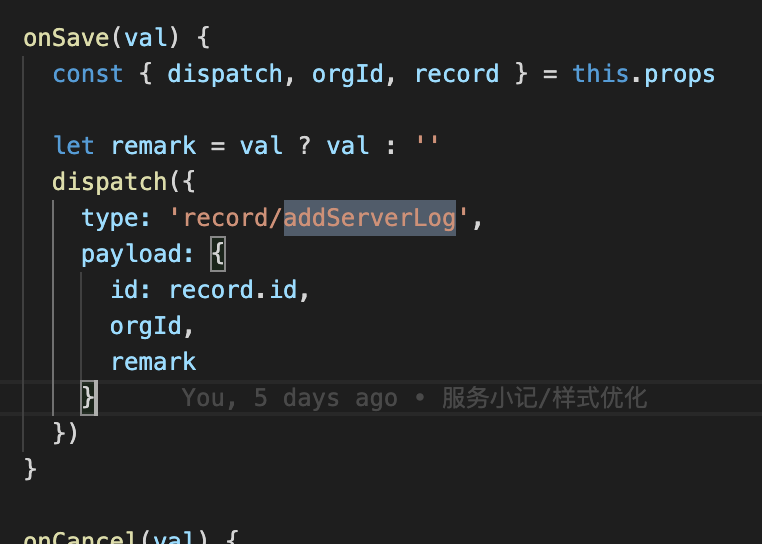 onSave(val) {
const { dispatch, orgId, record } = this.props
let remark = val ? val : ''
dispatch({
type: 'record/addServerLog',
payload: {
id: record.id,
orgId,
remark
} You, 5 days ago • 服务小记/样式优化
})
}
onCancel(val) {